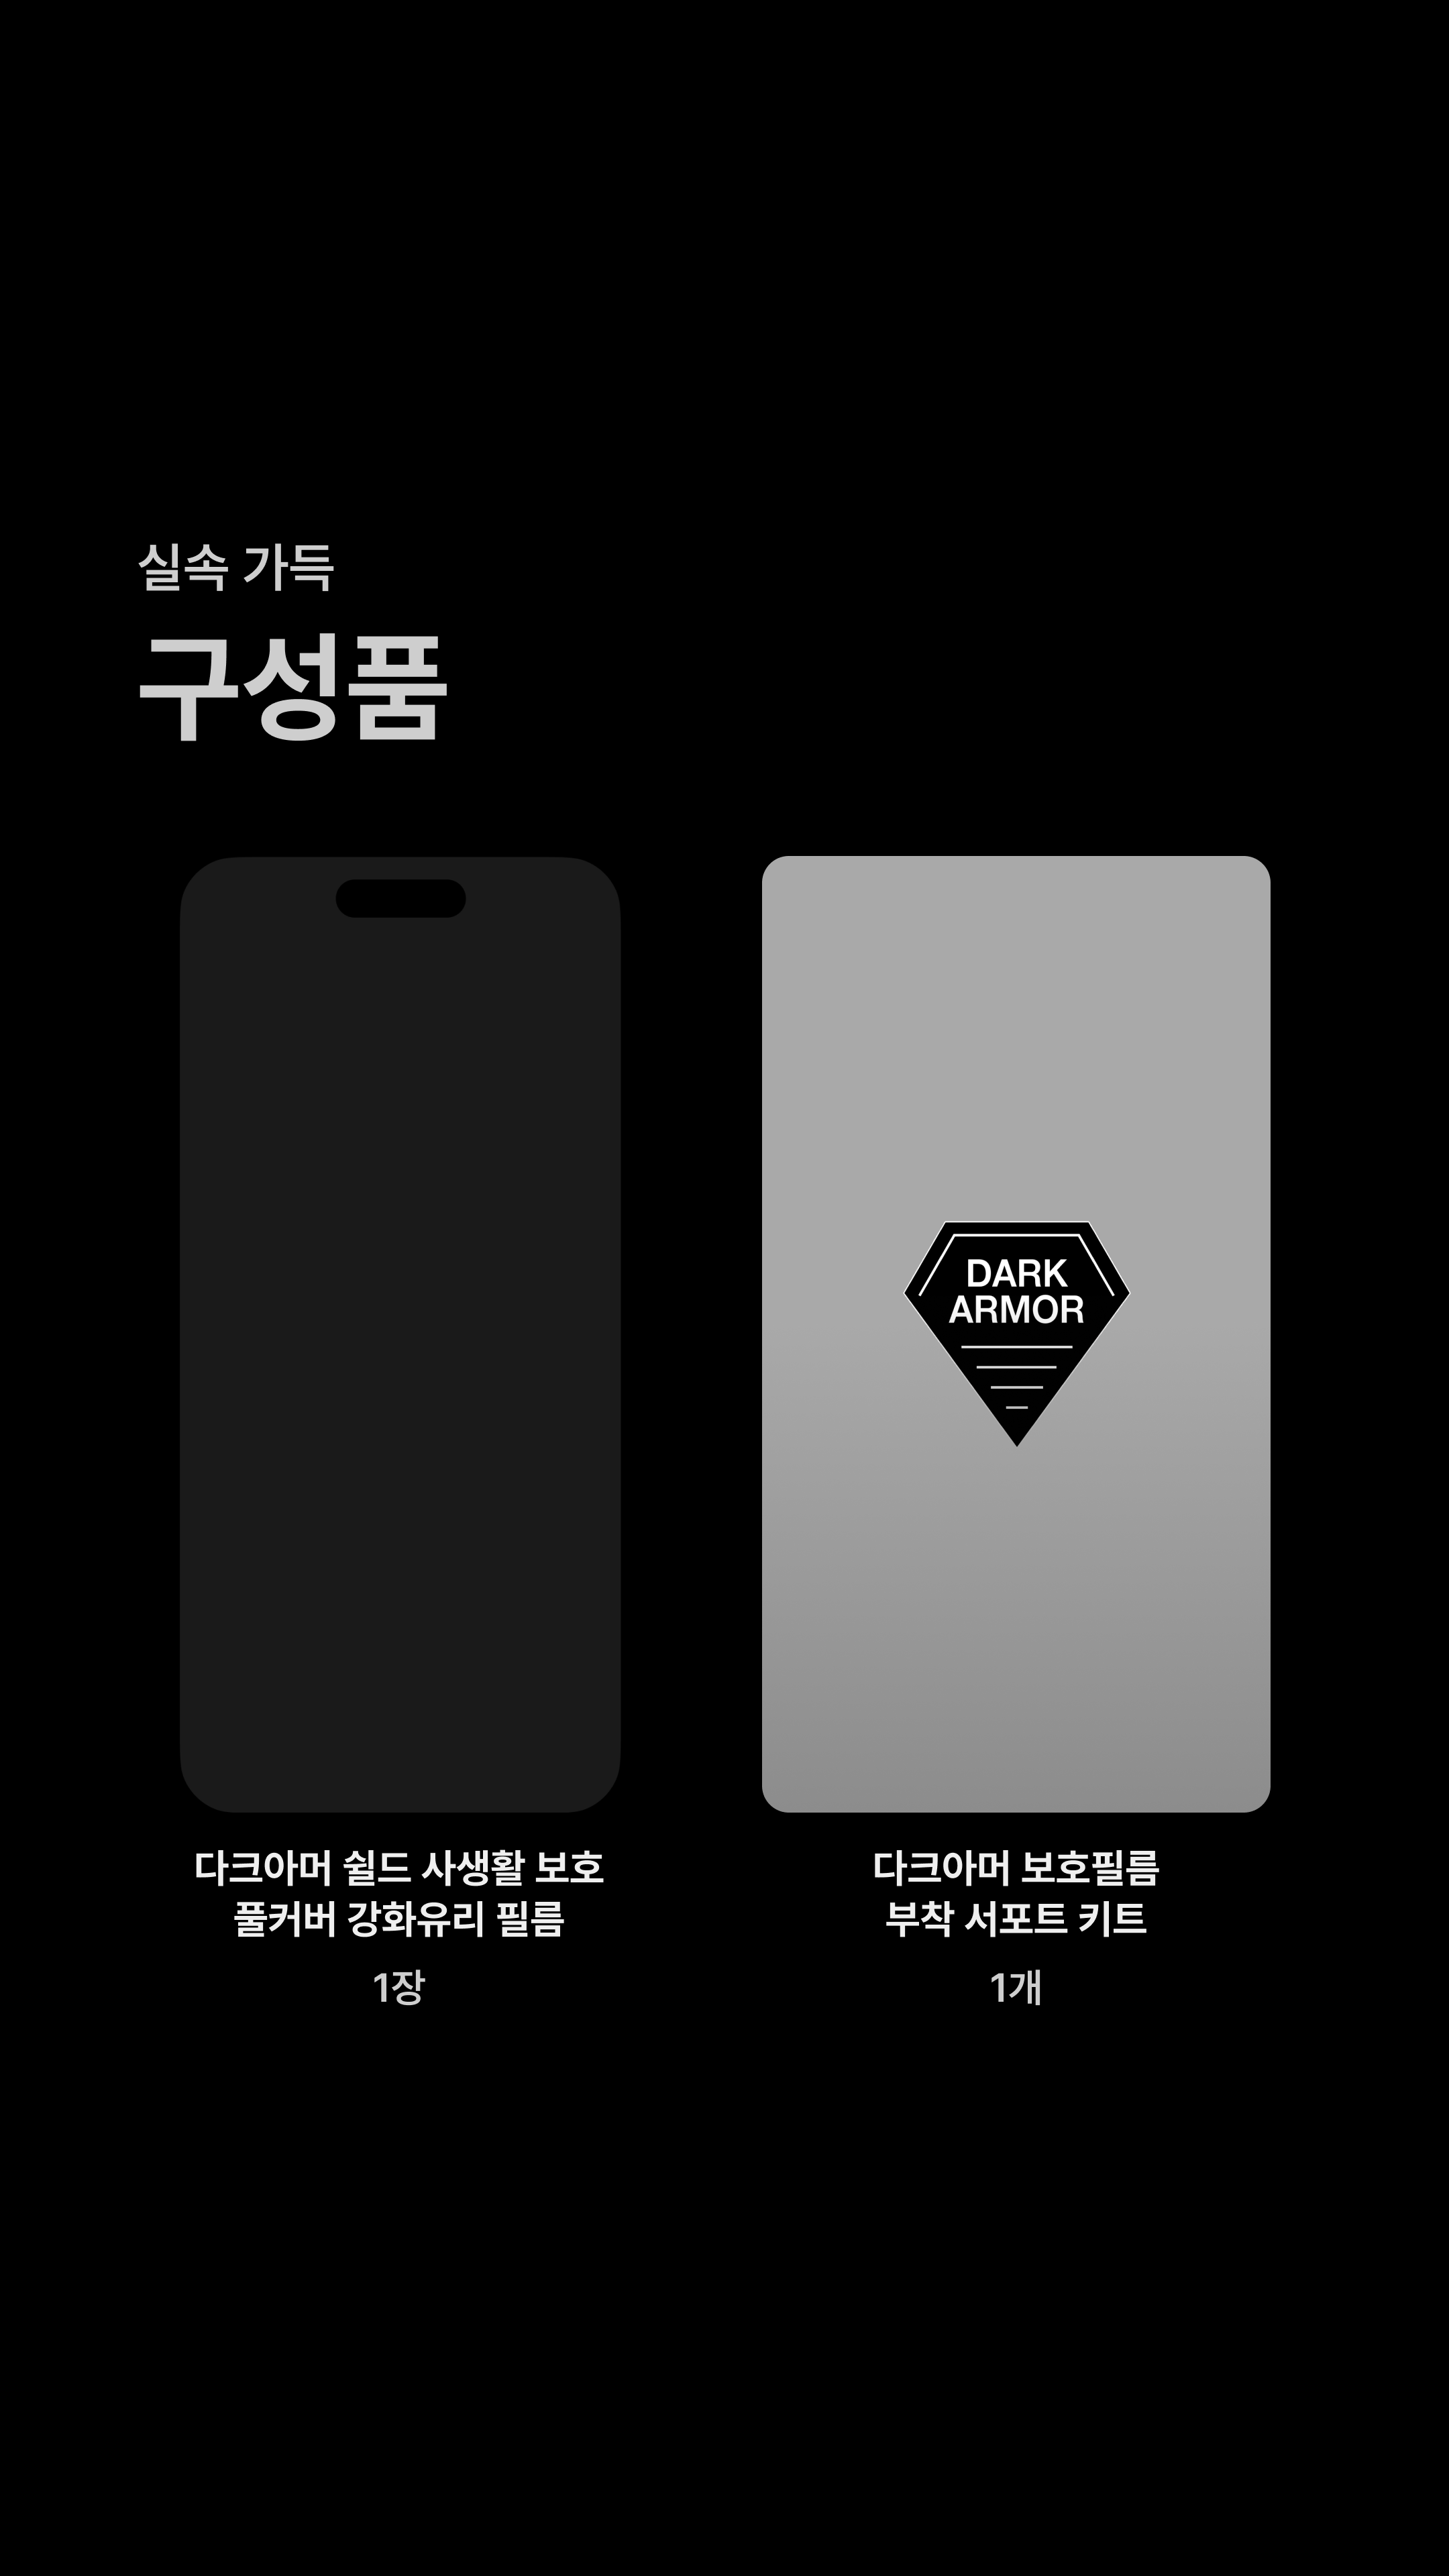 실속 가득
구성품
DARK
ARMOR
다크아머 쉴드 사생활 보호
풀커버 강화유리 필름
1장
다크아머 보호필름
부착 서포트 키트
1개